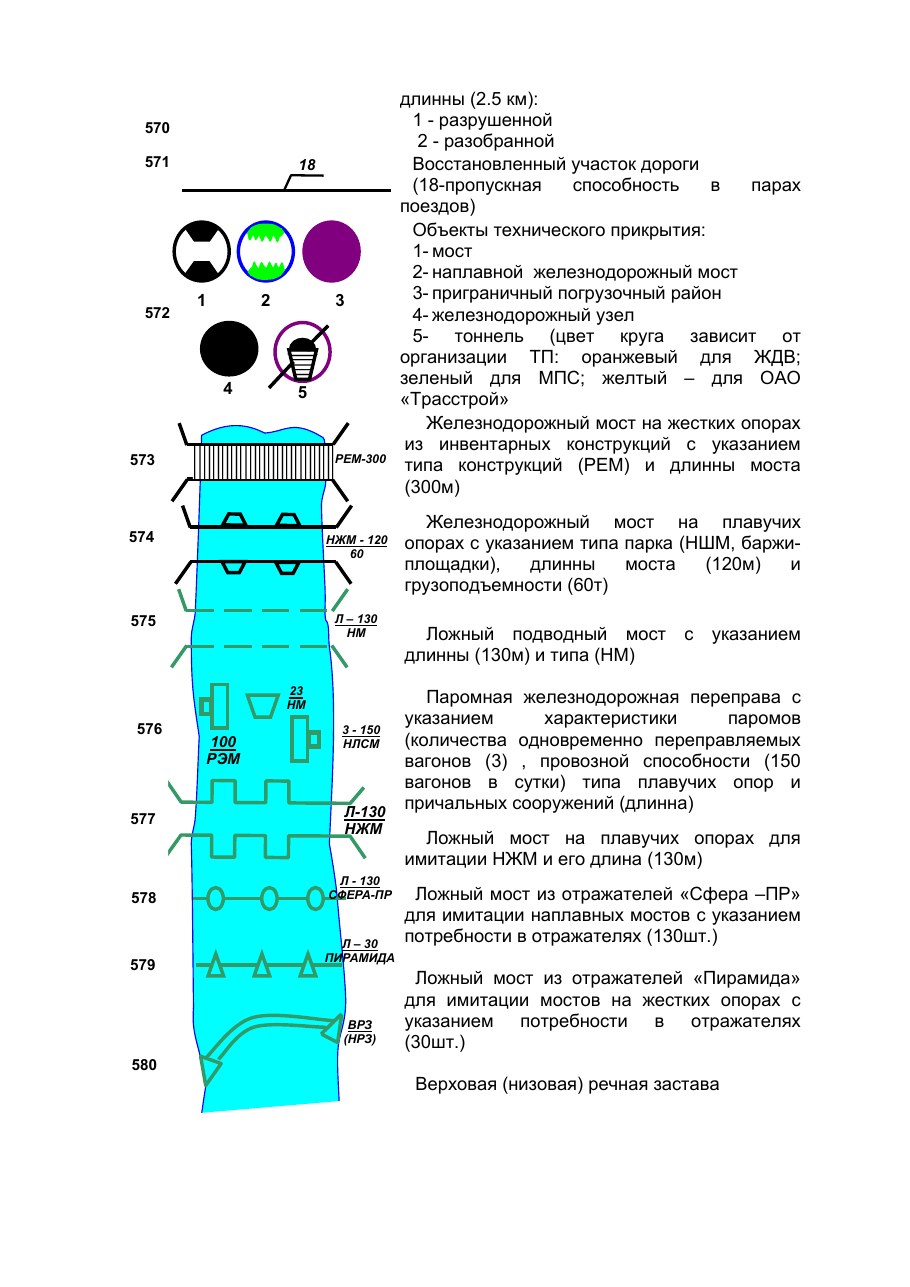 длинны (2.5 км):
570
1 - разрушенной
2 - разобранной
571
18
Восстановленный участок дороги
(18-пропускная способность в парах
поездов)
Объекты технического прикрытия:
1- мост
2- наплавной железнодорожный мост
3- приграничный погрузочный район
4- железнодорожный узел
5- тоннель (цвет круга зависит от
организации ТП: оранжевый для ЖДВ;
зеленый для МПС; желтый – для ОАО
«Трасстрой»
1 2 3
572
4 5
573
РЕМ-300
Железнодорожный мост на жестких опорах
из инвентарных конструкций с указанием
типа конструкций (РЕМ) и длинны моста
(300м)
574
НЖМ - 120
60
Железнодорожный мост на плавучих
опорах с указанием типа парка (НШМ, баржи-
площадки), длинны моста (120м) и
грузоподъемности (60т)
575
Л – 130
НМ
Ложный подводный мост с указанием
длинны (130м) и типа (НМ)
576
23
НМ
100
РЭМ
3 - 150
НЛСМ
Паромная железнодорожная переправа с
указанием характеристики паромов
(количества одновременно переправляемых
вагонов (3) , провозной способности (150
вагонов в сутки) типа плавучих опор и
причальных сооружений (длинна)
577
Л-130
НЖМ
Ложный мост на плавучих опорах для
имитации НЖМ и его длина (130м)
578
Л - 130
СФЕРА-ПР
Ложный мост из отражателей «Сфера –ПР»
для имитации наплавных мостов с указанием
потребности в отражателях (130шт.)
579
Л – 30
ПИРАМИДА
Ложный мост из отражателей «Пирамида»
для имитации мостов на жестких опорах с
указанием потребности в отражателях
(30шт.)
580
ВРЗ
(НРЗ)
Верховая (низовая) речная застава